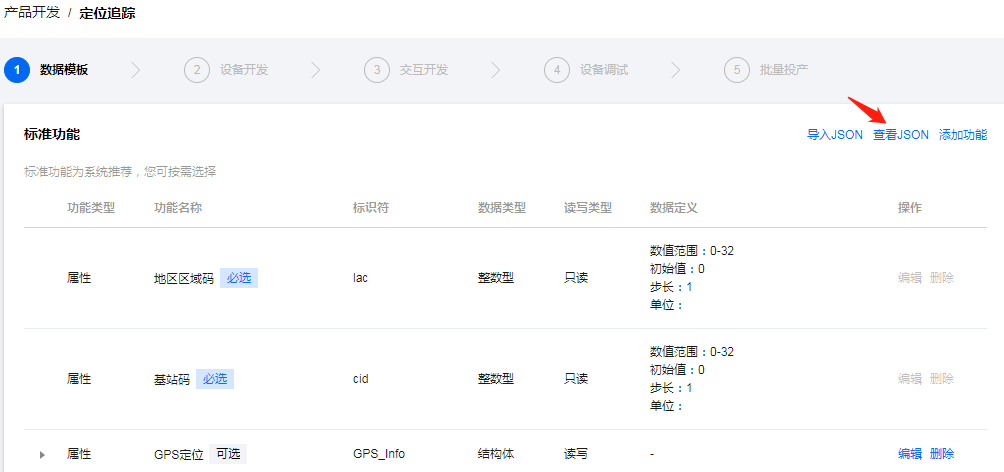 产品开发 / 定位追踪
1 数据模板 2 设备开发 3 交互开发 4 设备调试 5 批量投产
标准功能 导入JSON 查看JSON 添加功能
标准功能为系统推荐，您可按需选择
功能类型 功能名称 标识符 数据类型 读写类型 数据定义 操作
数值范围：0-32
初始值：0
属性 地区区域码 必选 lac 整数型 只读 编辑 删除
步长：1
单位：
数值范围：0-32
初始值：0
属性 基站码 必选 cid 整数型 只读 编辑 删除
步长：1
单位：
属性 GPS定位 可选 GPS_Info 结构体 读写 - 编辑 删除